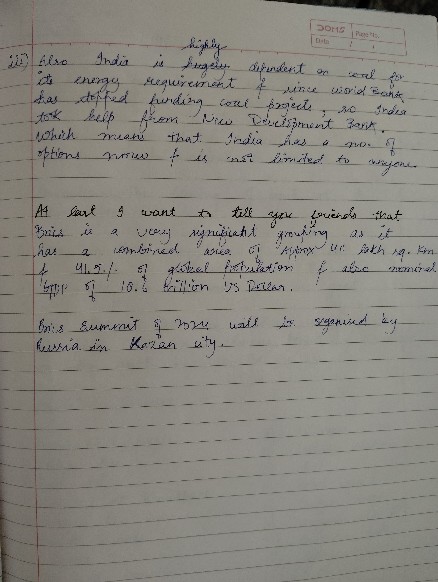 DOMS Page No.
Date
highly
iii) Also India is hugely dependent on coal for
its energy requirement & since World Bank
has stopped funding coal projects, so India
took help from New Development Bank.
Which means that India has a no. of
options now & is not limited to anyone.
At last I want to tell you friends that
Brics is a very significant grouping as it
has a combined area of Approx lakh sq. Km
& 41.5% of global population & also nominal
GDP of 16.6 trillion US Dollar.
Brics Summit of 2024 will be organised by
Russia in Kazan city.